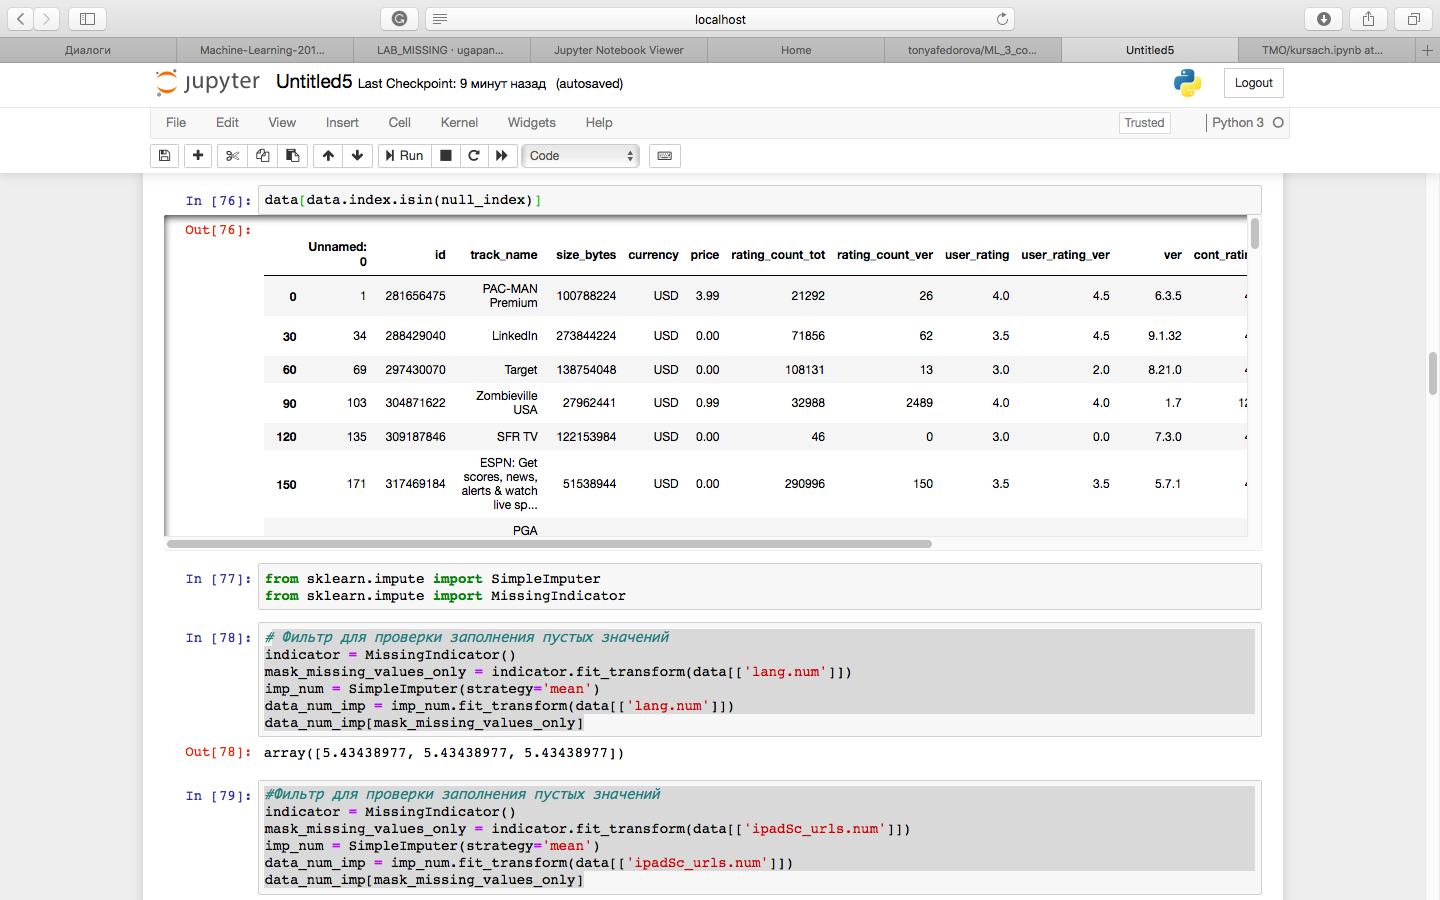 localhost
Диалоги
Machine-Learning-201...
LAB_MISSING · ugapan...
Jupyter Notebook Viewer
Home
tonyafedorova/ML_3_co...
Untitled5
TMO/kursach.ipynb at...
jupyter Untitled5 Last Checkpoint: 9 минут назад (autosaved)
Logout
File Edit View Insert Cell Kernel Widgets Help
Trusted
Python 3
Run
Code
In [76]: data[data.index.isin(null_index)]
Out[76]:
Unnamed: 0 id track_name size_bytes currency price rating_count_tot rating_count_ver user_rating user_rating_ver ver cont_ratin
0 1 281656475 PAC-MAN Premium 100788224 USD 3.99 21292 26 4.0 4.5 6.3.5
30 34 288429040 LinkedIn 273844224 USD 0.00 71856 62 3.5 4.5 9.1.32
60 69 297430070 Target 138754048 USD 0.00 108131 13 3.0 2.0 8.21.0
90 103 304871622 Zombieville USA 27962441 USD 0.99 32988 2489 4.0 4.0 1.7
120 135 309187846 SFR TV 122153984 USD 0.00 46 0 3.0 0.0 7.3.0
150 171 317469184 ESPN: Get scores, news, alerts & watch live sp... 51538944 USD 0.00 290996 150 3.5 3.5 5.7.1
PGA
In [77]: from sklearn.impute import SimpleImputer
from sklearn.impute import MissingIndicator
In [78]: # Фильтр для проверки заполнения пустых значений
indicator = MissingIndicator()
mask_missing_values_only = indicator.fit_transform(data[['lang.num']])
imp_num = SimpleImputer(strategy='mean')
data_num_imp = imp_num.fit_transform(data[['lang.num']])
data_num_imp[mask_missing_values_only]
Out[78]: array([5.43438977, 5.43438977, 5.43438977])
In [79]: #Фильтр для проверки заполнения пустых значений
indicator = MissingIndicator()
mask_missing_values_only = indicator.fit_transform(data[['ipadSc_urls.num']])
imp_num = SimpleImputer(strategy='mean')
data_num_imp = imp_num.fit_transform(data[['ipadSc_urls.num']])
data_num_imp[mask_missing_values_only]